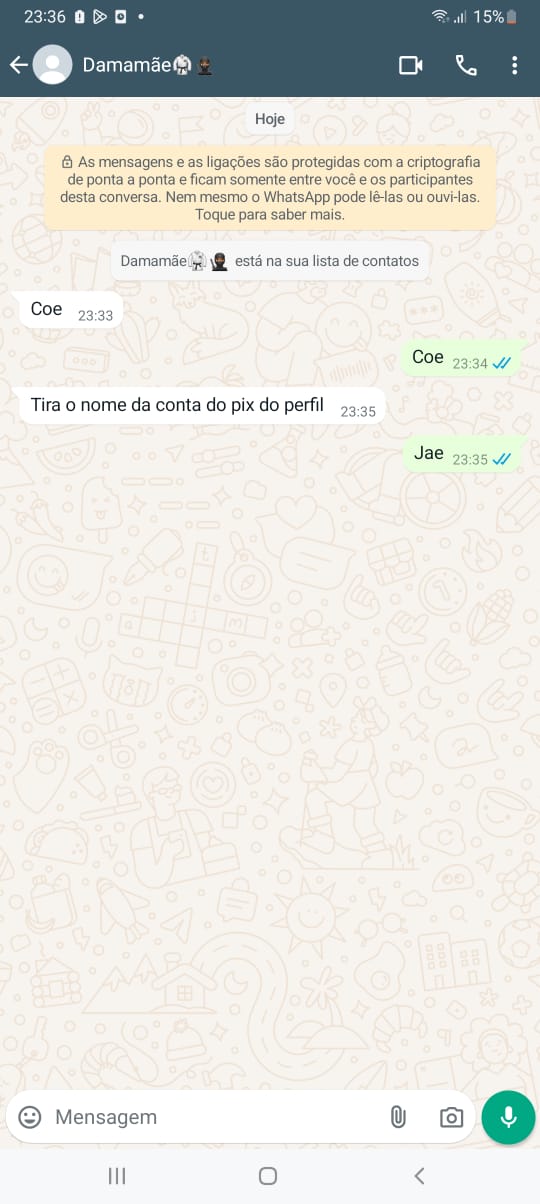 23:36 15%
Damamãe🥋🥷🏿
Hoje
As mensagens e as ligações são protegidas com a criptografia
de ponta a ponta e ficam somente entre você e os participantes
desta conversa. Nem mesmo o WhatsApp pode lê-las ou ouvi-las.
Toque para saber mais.
Damamãe🥋🥷🏿 está na sua lista de contatos
Coe 23:33
Coe 23:34
Tira o nome da conta do pix do perfil 23:35
Jae 23:35
Mensagem